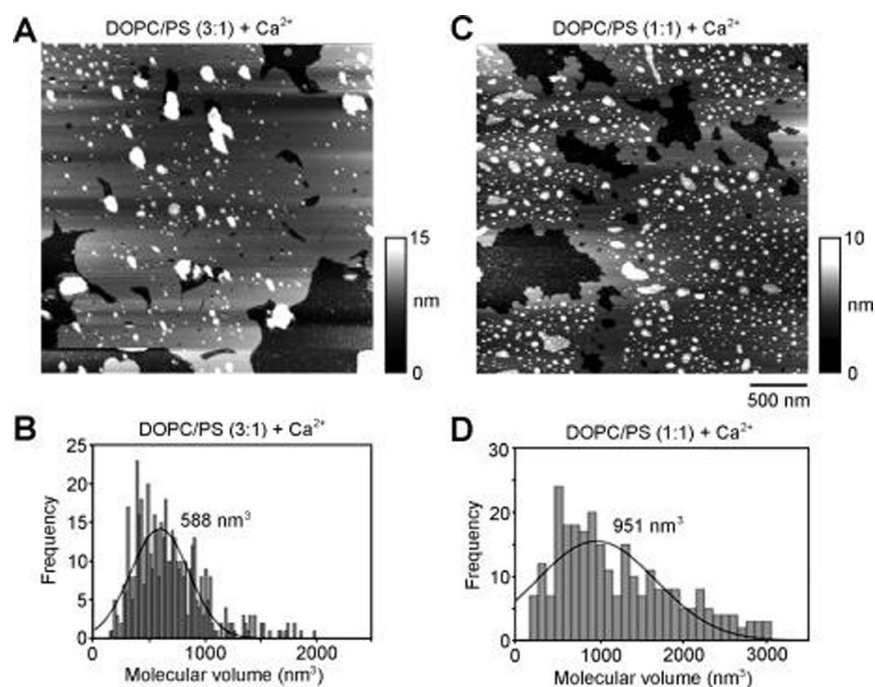 A
DOPC/PS (3:1) + Ca²⁺
15
nm
0
C
DOPC/PS (1:1) + Ca²⁺
10
nm
0
500 nm
B
DOPC/PS (3:1) + Ca²⁺
Frequency
25
20
15
10
5
0
588 nm³
0
1000
2000
Molecular volume (nm³)
D
DOPC/PS (1:1) + Ca²⁺
Frequency
30
20
10
0
951 nm³
0
1000
2000
3000
Molecular volume (nm³)